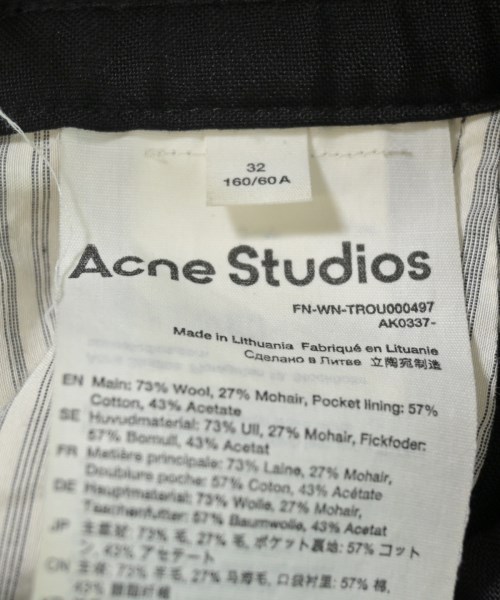 32
160/60A
Acne Studios
FN-WN-TROU000497
AK0337-
Made in Lithuania Fabriqué en Lituanie
Сделано в Литве 立陶宛制造
EN Main: 73% Wool, 27% Mohair, Pocket lining: 57%
Cotton, 43% Acetate
SE Huvudmaterial: 73% Ull, 27% Mohair, Fickfoder:
57% Bomull, 43% Acetat
FR Matière principale: 73% Laine, 27% Mohair,
Doublure poche: 57% Coton, 43% Acétate
DE Hauptmaterial: 73% Wolle, 27% Mohair,
Taschenfutter: 57% Baumwolle, 43% Acetat
JP 主素材: 73% 毛, 27% 毛, ポケット裏地: 57% コット
ン, 43% アセテート
CN 主体: 73% 羊毛, 27% 马海毛, 口袋衬里: 57% 棉,
43% 醋酯纤维